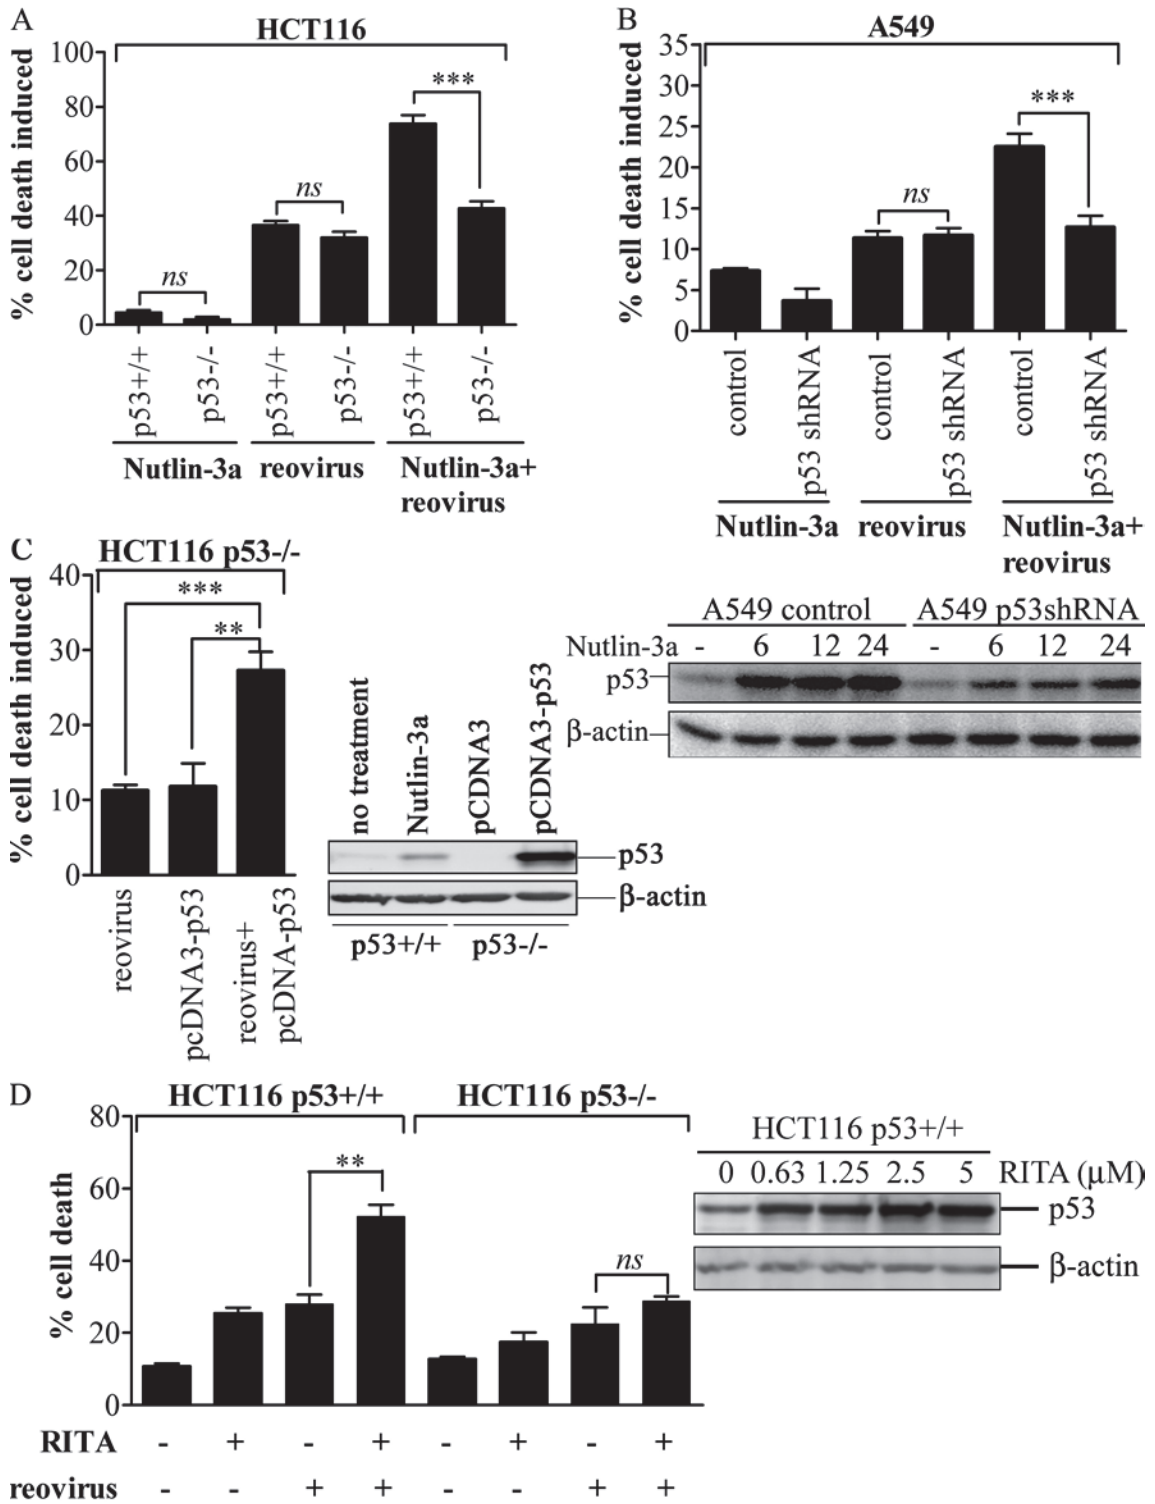 A
HCT116
% cell death induced
100
80
60
40
20
0
ns
ns
***
p53+/+
p53-/-
p53+/+
p53-/-
p53+/+
p53-/-
Nutlin-3a
reovirus
Nutlin-3a+
reovirus
B
A549
% cell death induced
35
30
25
20
15
10
5
0
ns
***
control
p53 shRNA
control
p53 shRNA
control
p53 shRNA
Nutlin-3a
reovirus
Nutlin-3a+
reovirus
A549 control
A549 p53shRNA
Nutlin-3a - 6 12 24 - 6 12 24
p53
β-actin
C
HCT116 p53-/-
% cell death induced
40
30
20
10
0
***
**
reovirus
pcDNA3-p53
reovirus+
pcDNA-p53
no treatment
Nutlin-3a
pCDNA3
pCDNA3-p53
p53
β-actin
p53+/+
p53-/-
D
HCT116 p53+/+
HCT116 p53-/-
% cell death
80
60
40
20
0
**
ns
RITA - + - + - + - +
reovirus - - + + - - + +
HCT116 p53+/+
0 0.63 1.25 2.5 5 RITA (μM)
p53
β-actin